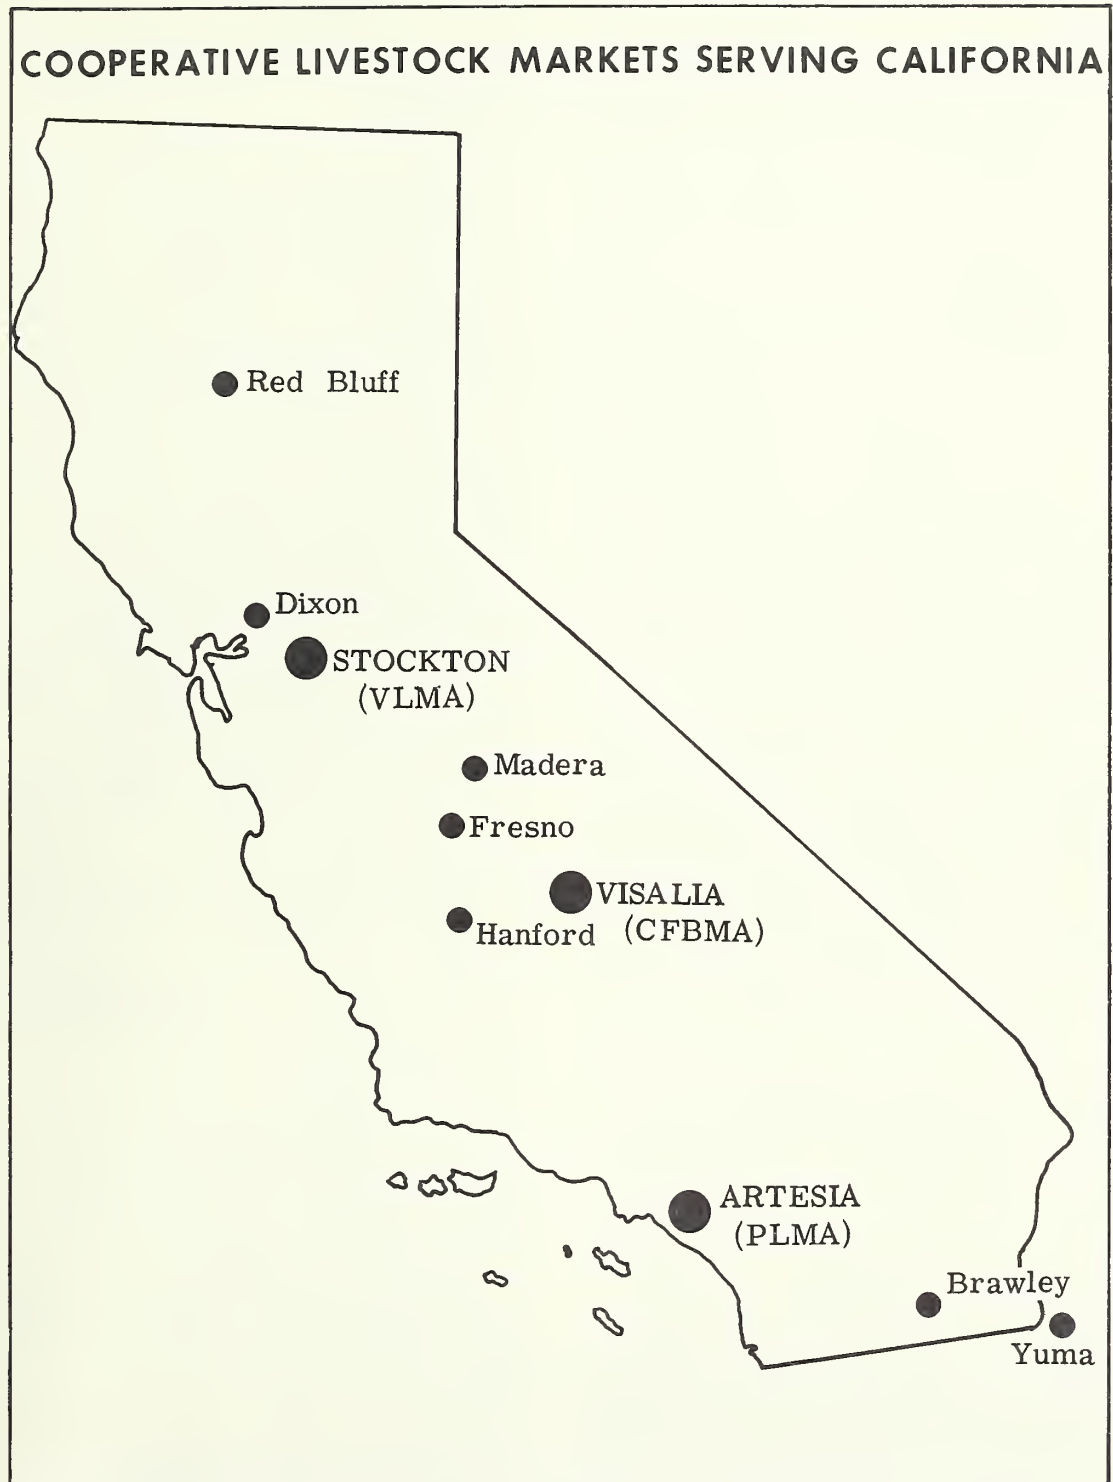 COOPERATIVE LIVESTOCK MARKETS SERVING CALIFORNIA
Red Bluff
Dixon
STOCKTON
(VLMA)
Madera
Fresno
VISALIA
(CFBMA)
Hanford
ARTESIA
(PLMA)
Brawley
Yuma